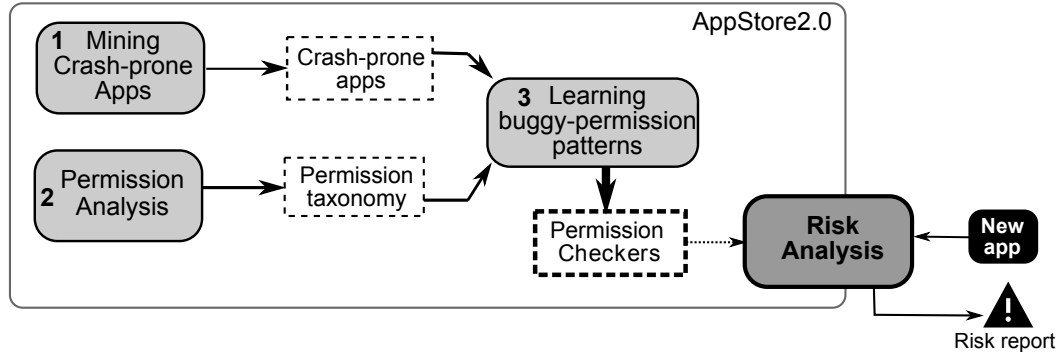 AppStore2.0
1 Mining
Crash-prone
Apps
Crash-prone
apps
3 Learning
buggy-permission
patterns
2 Permission
Analysis
Permission
taxonomy
Permission
Checkers
Risk
Analysis
New
app
Risk report